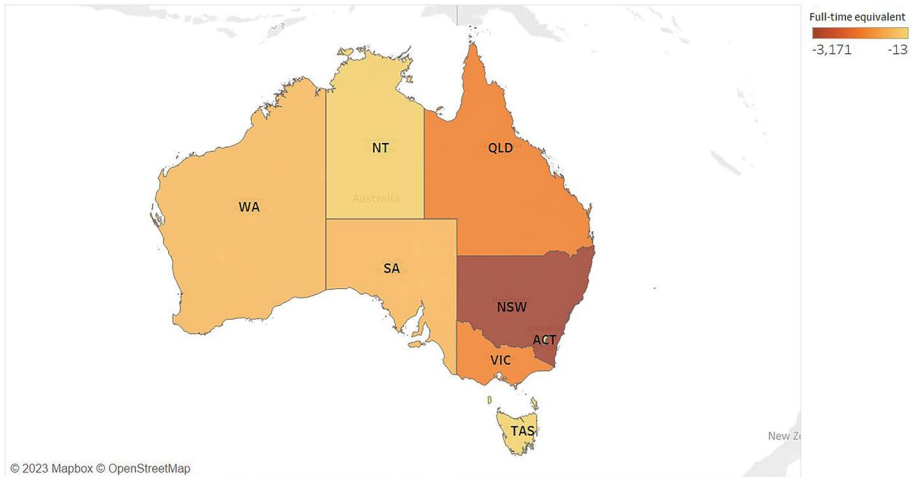 Full-time equivalent
-3,171 -13
NT
QLD
Australia
WA
SA
NSW
ACT
VIC
TAS
New Ze
© 2023 Mapbox © OpenStreetMap